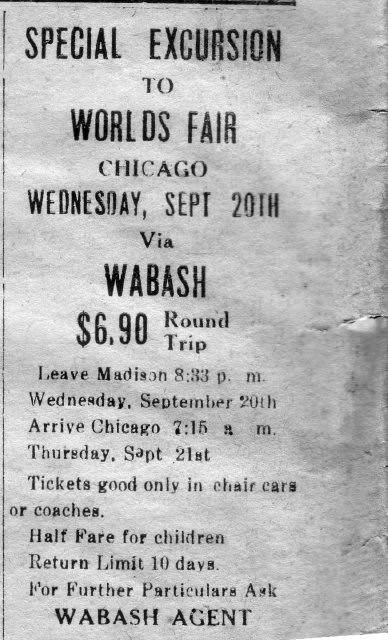 SPECIAL EXCURSION
TO
WORLDS FAIR
CHICAGO
WEDNESDAY, SEPT 20TH
Via
WABASH
$6.90 Round Trip
Leave Madison 8:33 p. m.
Wednesday, September 20th
Arrive Chicago 7:15 a m.
Thursday, Sapt 21st
Tickets good only in chair cars
or coaches.
Half Fare for children
Return Limit 10 days.
For Further Particulars Ask
WABASH AGENT